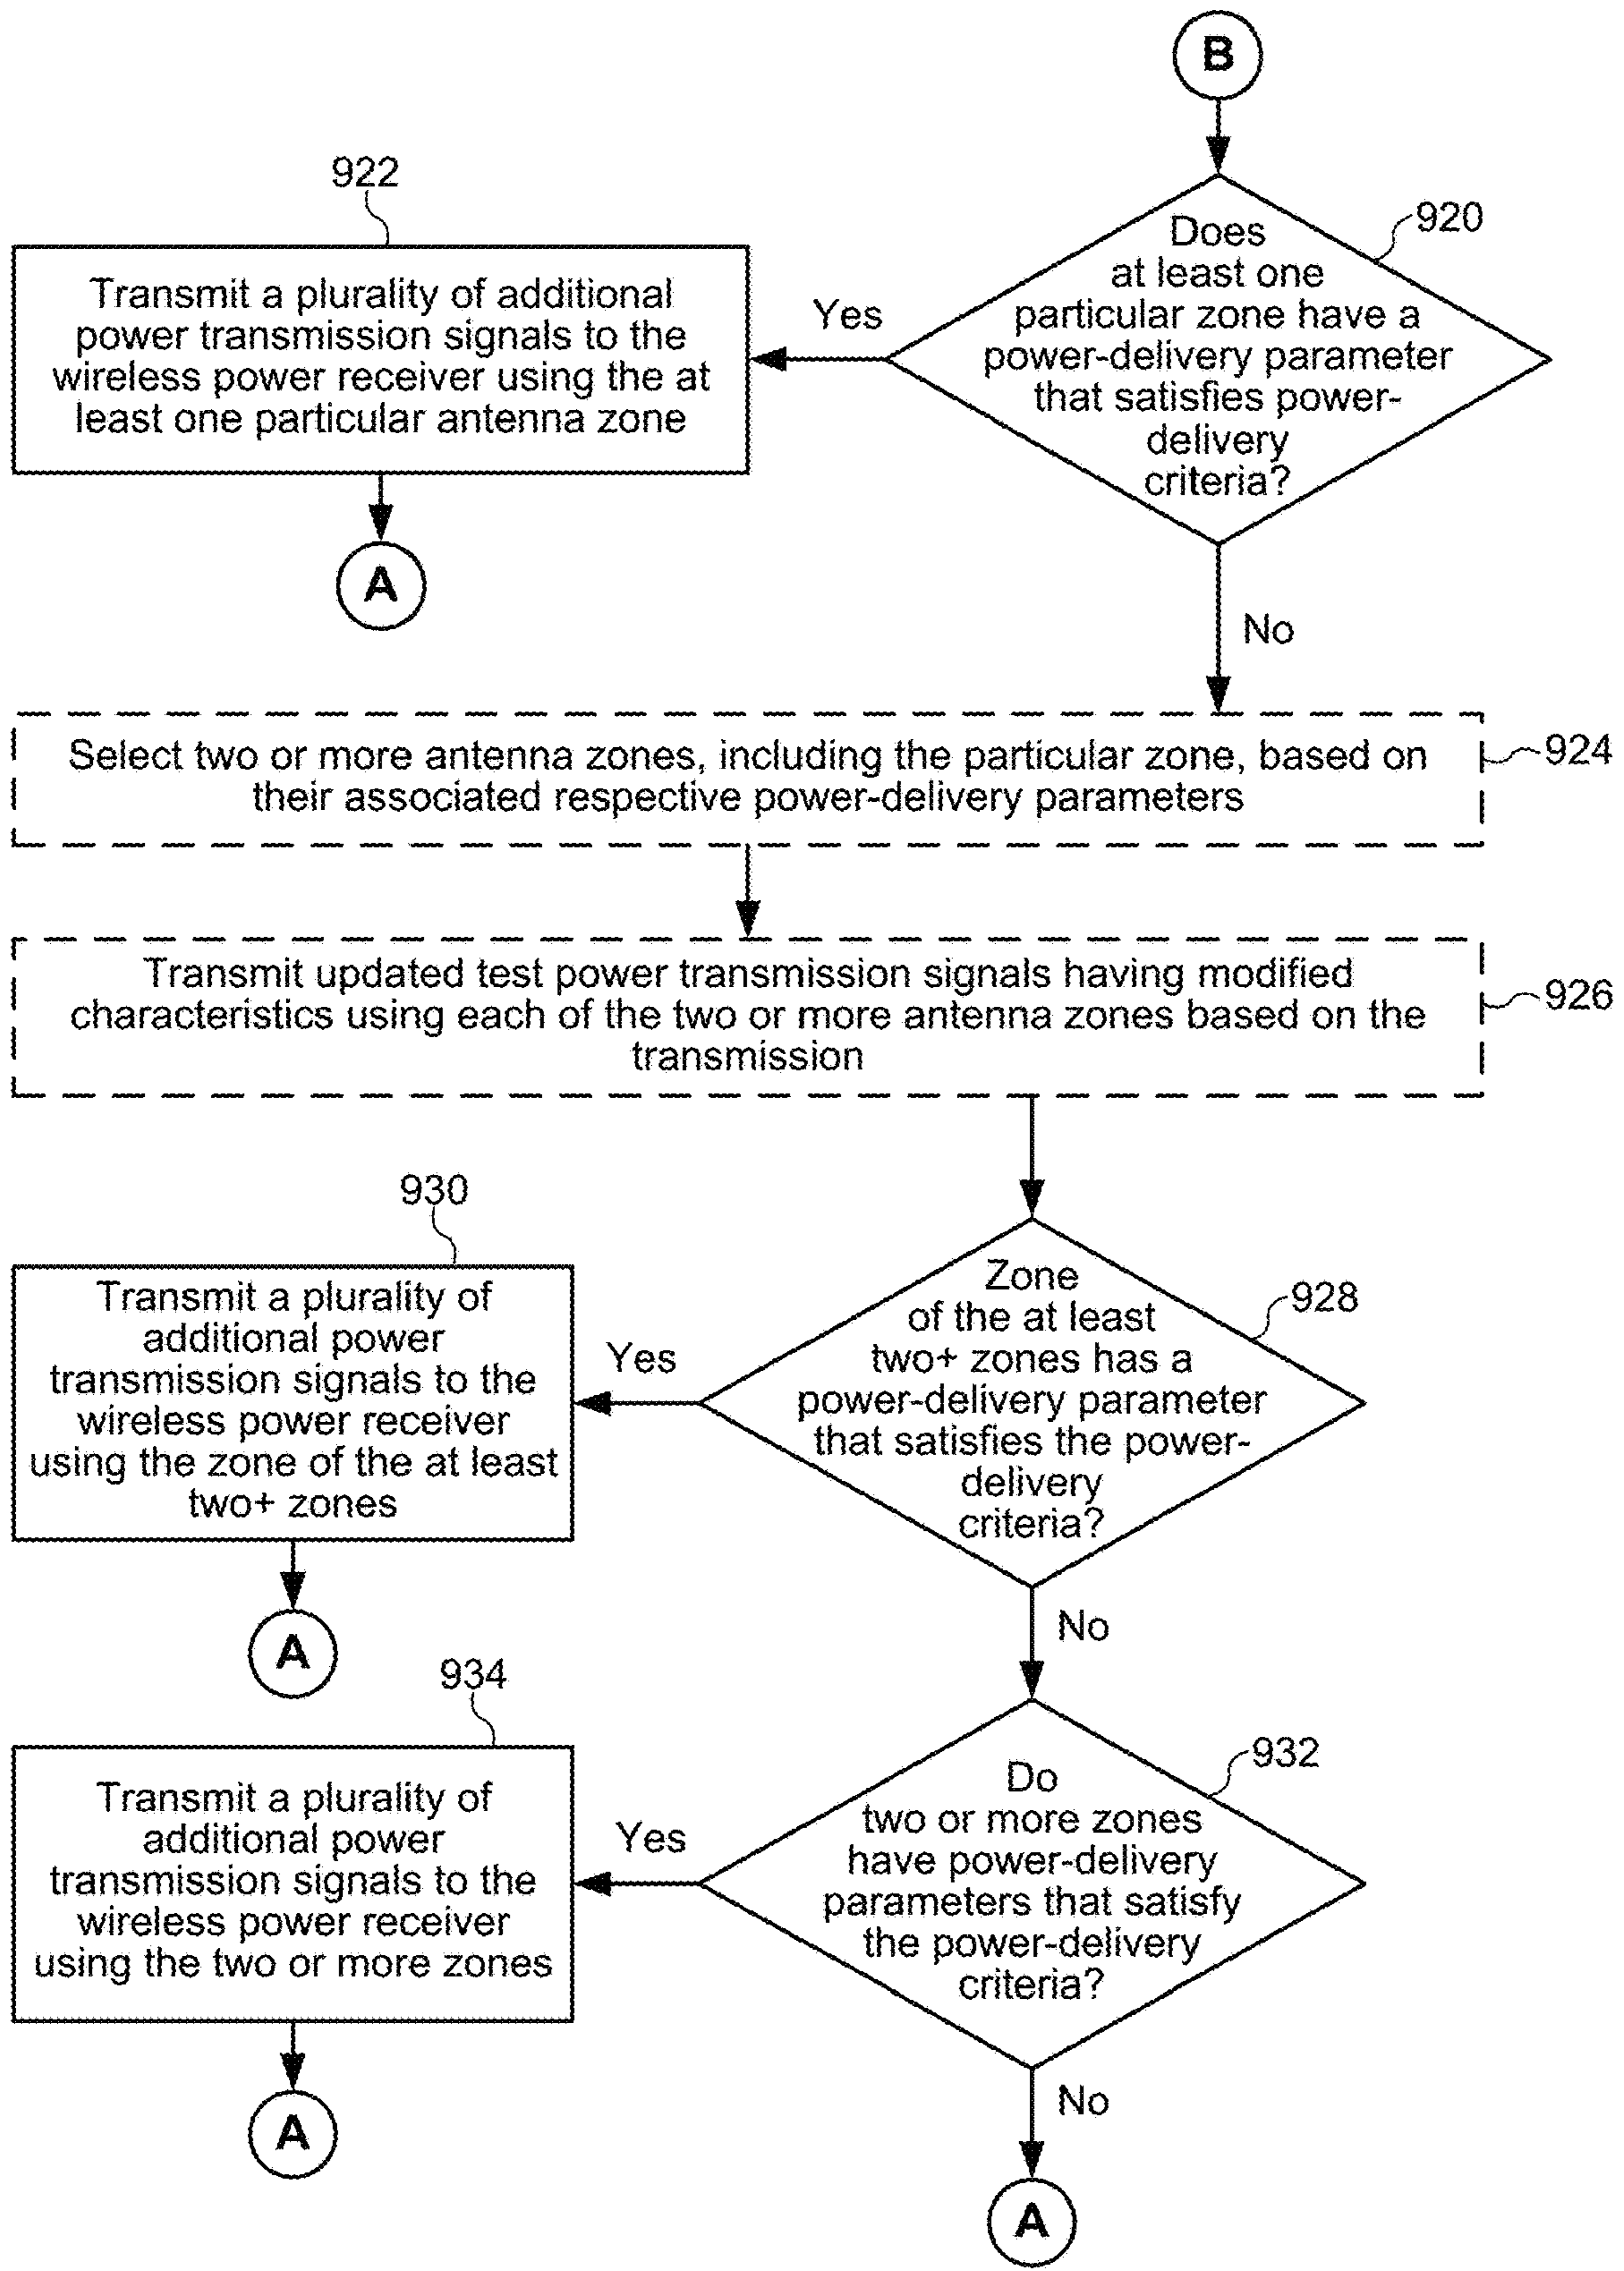 B
920
Does
at least one
particular zone have a
power-delivery parameter
that satisfies power-
delivery
criteria?
Yes
922
Transmit a plurality of additional
power transmission signals to the
wireless power receiver using the at
least one particular antenna zone
A
No
924
Select two or more antenna zones, including the particular zone, based on
their associated respective power-delivery parameters
926
Transmit updated test power transmission signals having modified
characteristics using each of the two or more antenna zones based on the
transmission
928
Zone
of the at least
two+ zones has a
power-delivery parameter
that satisfies the power-
delivery
criteria?
Yes
930
Transmit a plurality of
additional power
transmission signals to the
wireless power receiver
using the zone of the at least
two+ zones
A
No
932
Do
two or more zones
have power-delivery
parameters that satisfy
the power-delivery
criteria?
Yes
934
Transmit a plurality of
additional power
transmission signals to the
wireless power receiver
using the two or more zones
A
No
A